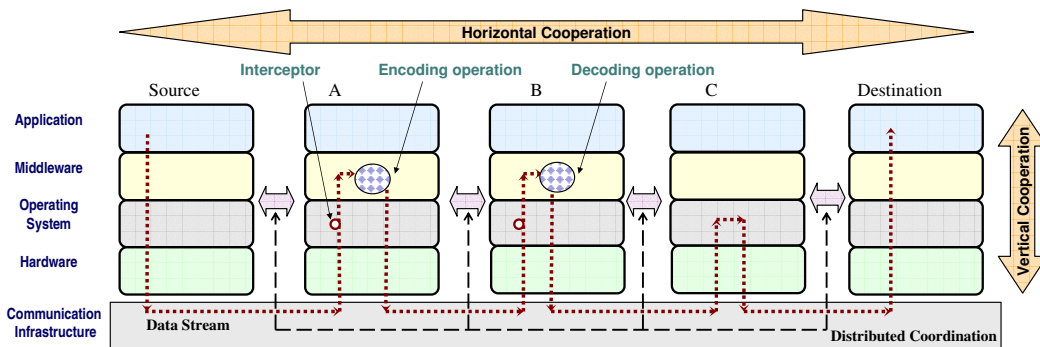 Horizontal Cooperation
Interceptor
Encoding operation
Decoding operation
Source
A
B
C
Destination
Application
Middleware
Operating
System
Hardware
Communication
Infrastructure
Data Stream
Distributed Coordination
Vertical Cooperation